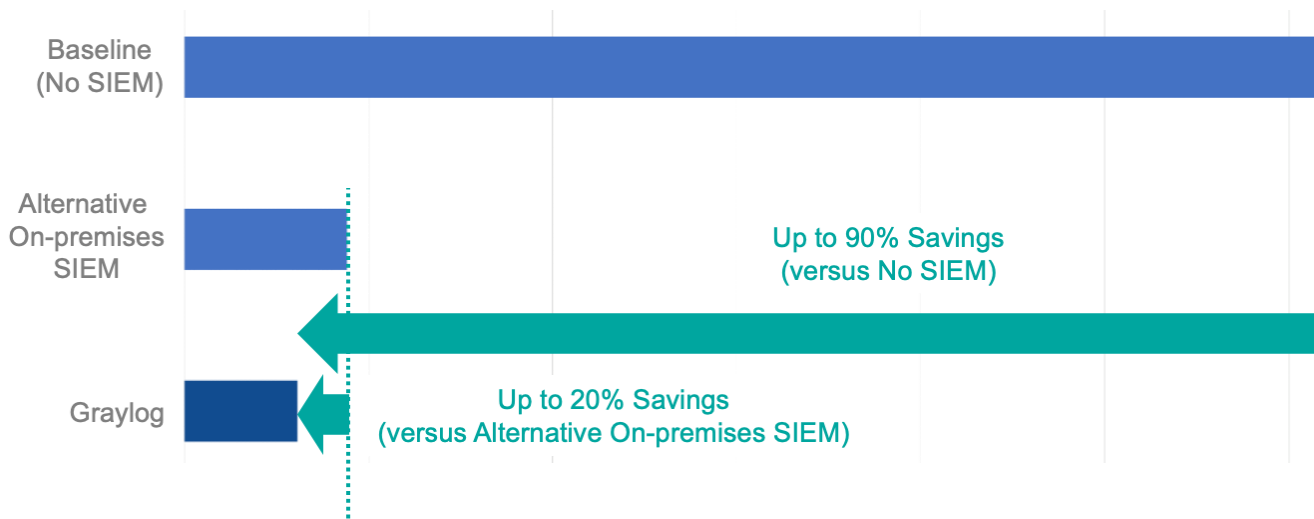 Baseline
(No SIEM)
Alternative
On-premises
SIEM
Up to 90% Savings
(versus No SIEM)
Graylog
Up to 20% Savings
(versus Alternative On-premises SIEM)